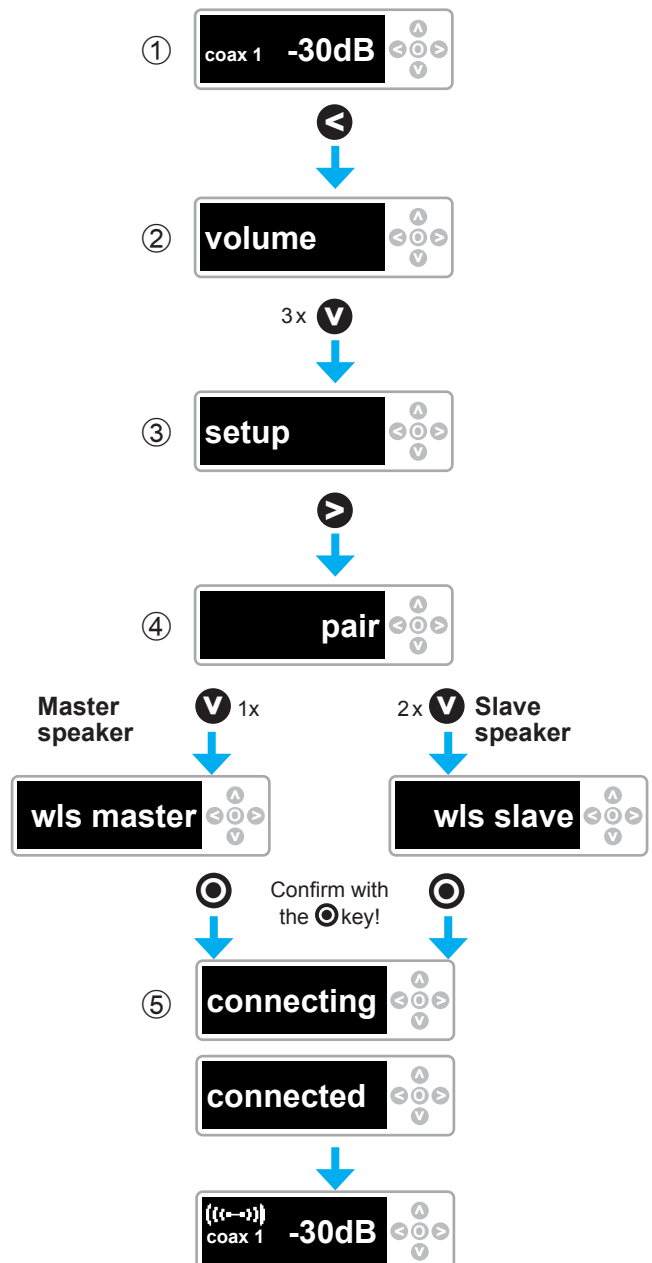 ① coax 1 -30dB
② volume
3 x
③ setup
④ pair
Master 1x 2 x Slave
speaker speaker
wls master wls slave
Confirm with
the key!
⑤ connecting
connected
coax 1 -30dB